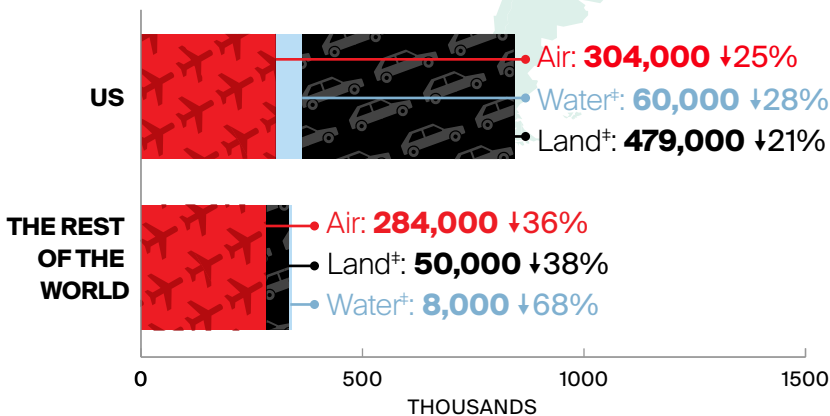 US
Air: 304,000 ↓25%
Water‡: 60,000 ↓28%
Land‡: 479,000 ↓21%
THE REST
OF THE
WORLD
Air: 284,000 ↓36%
Land‡: 50,000 ↓38%
Water‡: 8,000 ↓68%
0 500 1000 1500
THOUSANDS